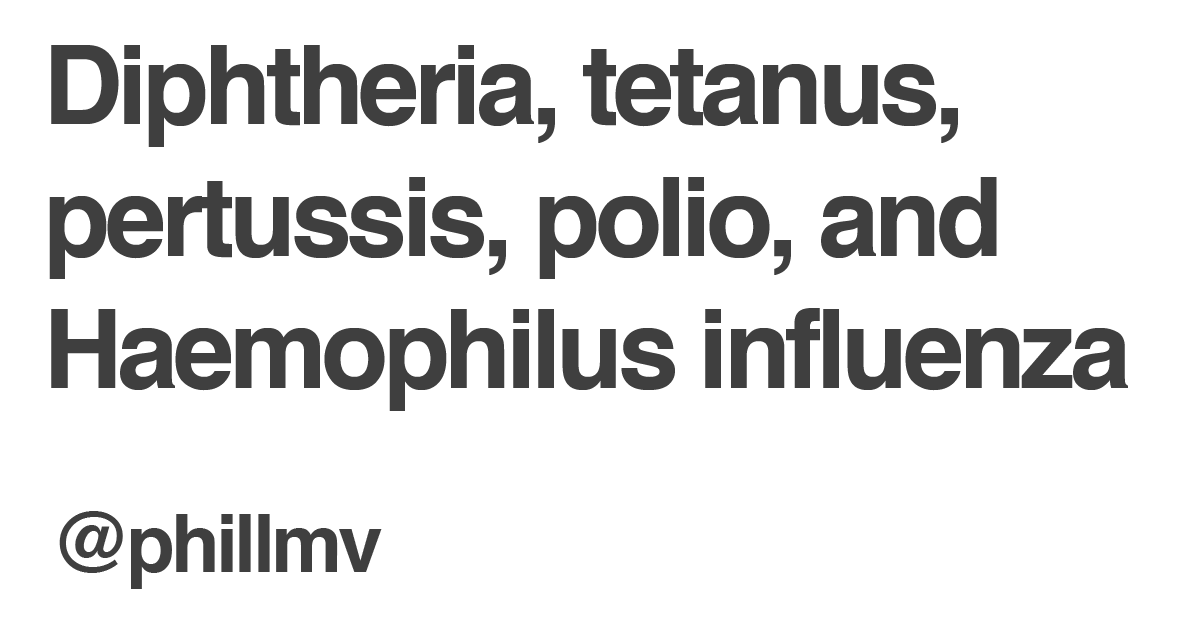 Diphtheria, tetanus,
pertussis, polio, and
Haemophilus influenza
@phillmv